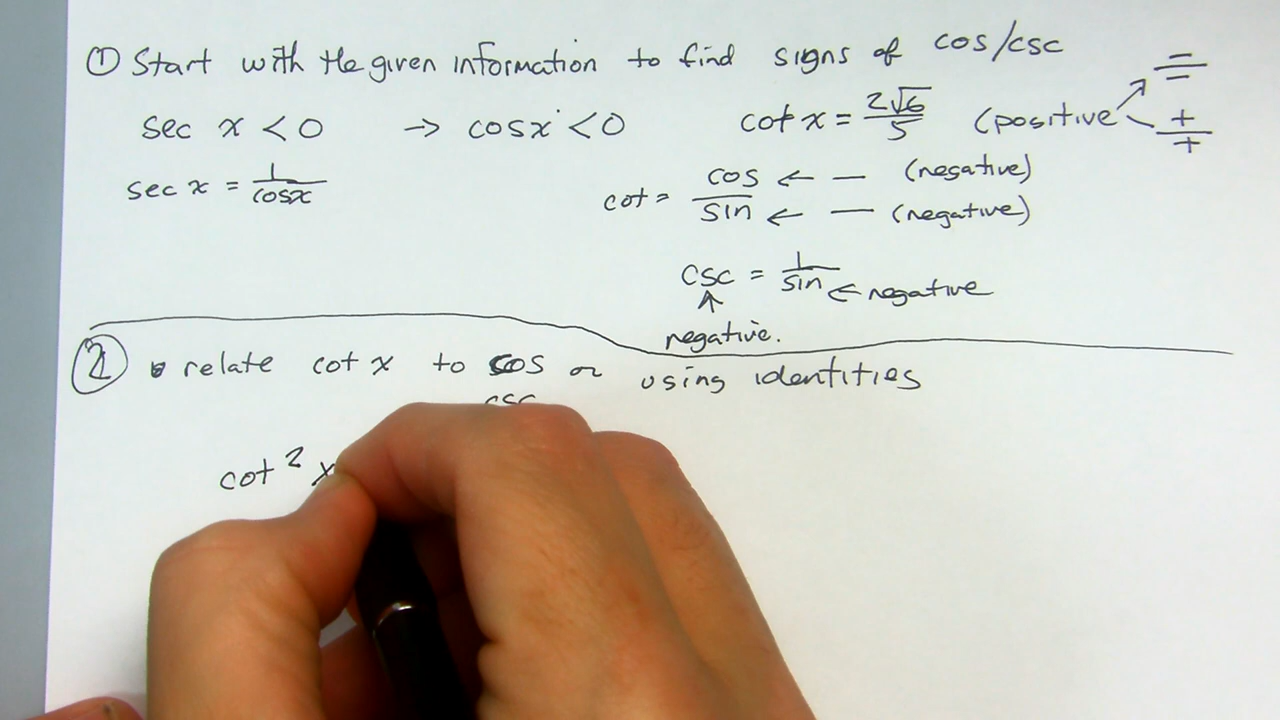 ① Start with the given information to find signs of cos/csc
sec x < 0 → cos x < 0
cot x = 2√6/5 (positive
−/−
+/+
sec x = 1/cosx
cot = cos/sin
← − (negative)
← − (negative)
csc = 1/sin ← negative
↑
negative.
② relate cot x to cos or using identities
csc
cot² x